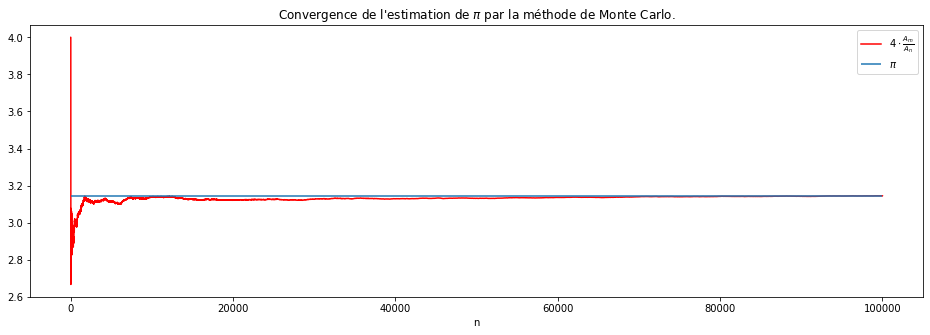 Convergence de l'estimation de π par la méthode de Monte Carlo.
4.0
3.8
3.6
3.4
3.2
3.0
2.8
2.6
0 20000 40000 60000 80000 100000
n
4 · A_m/A_n
π